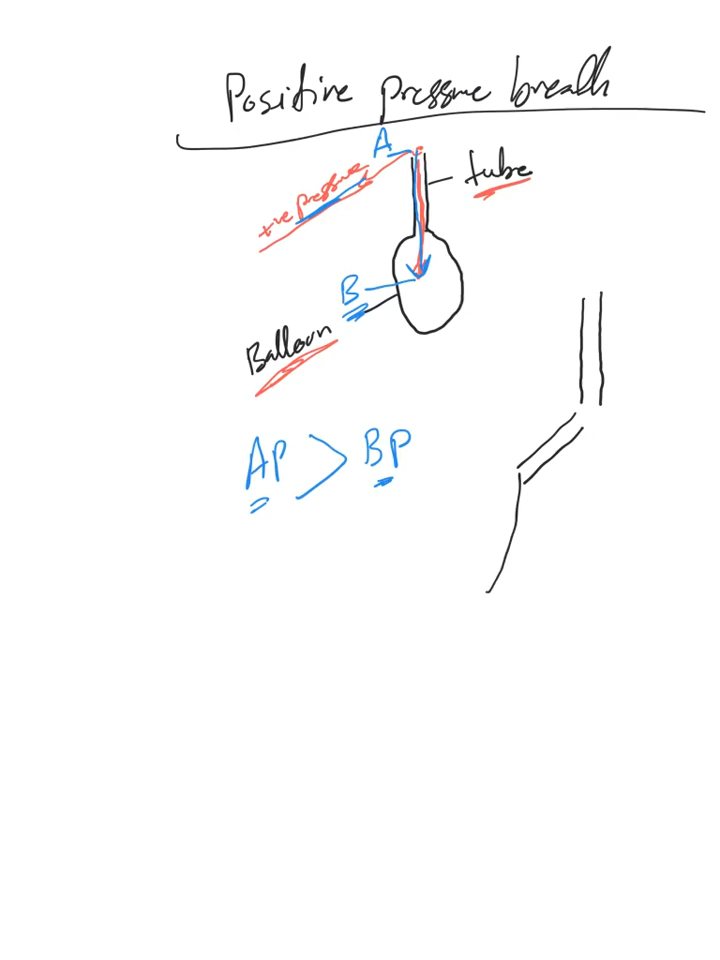 Positive pressure breath
A
tube
+ve pressure
B
Balloon
AP > BP